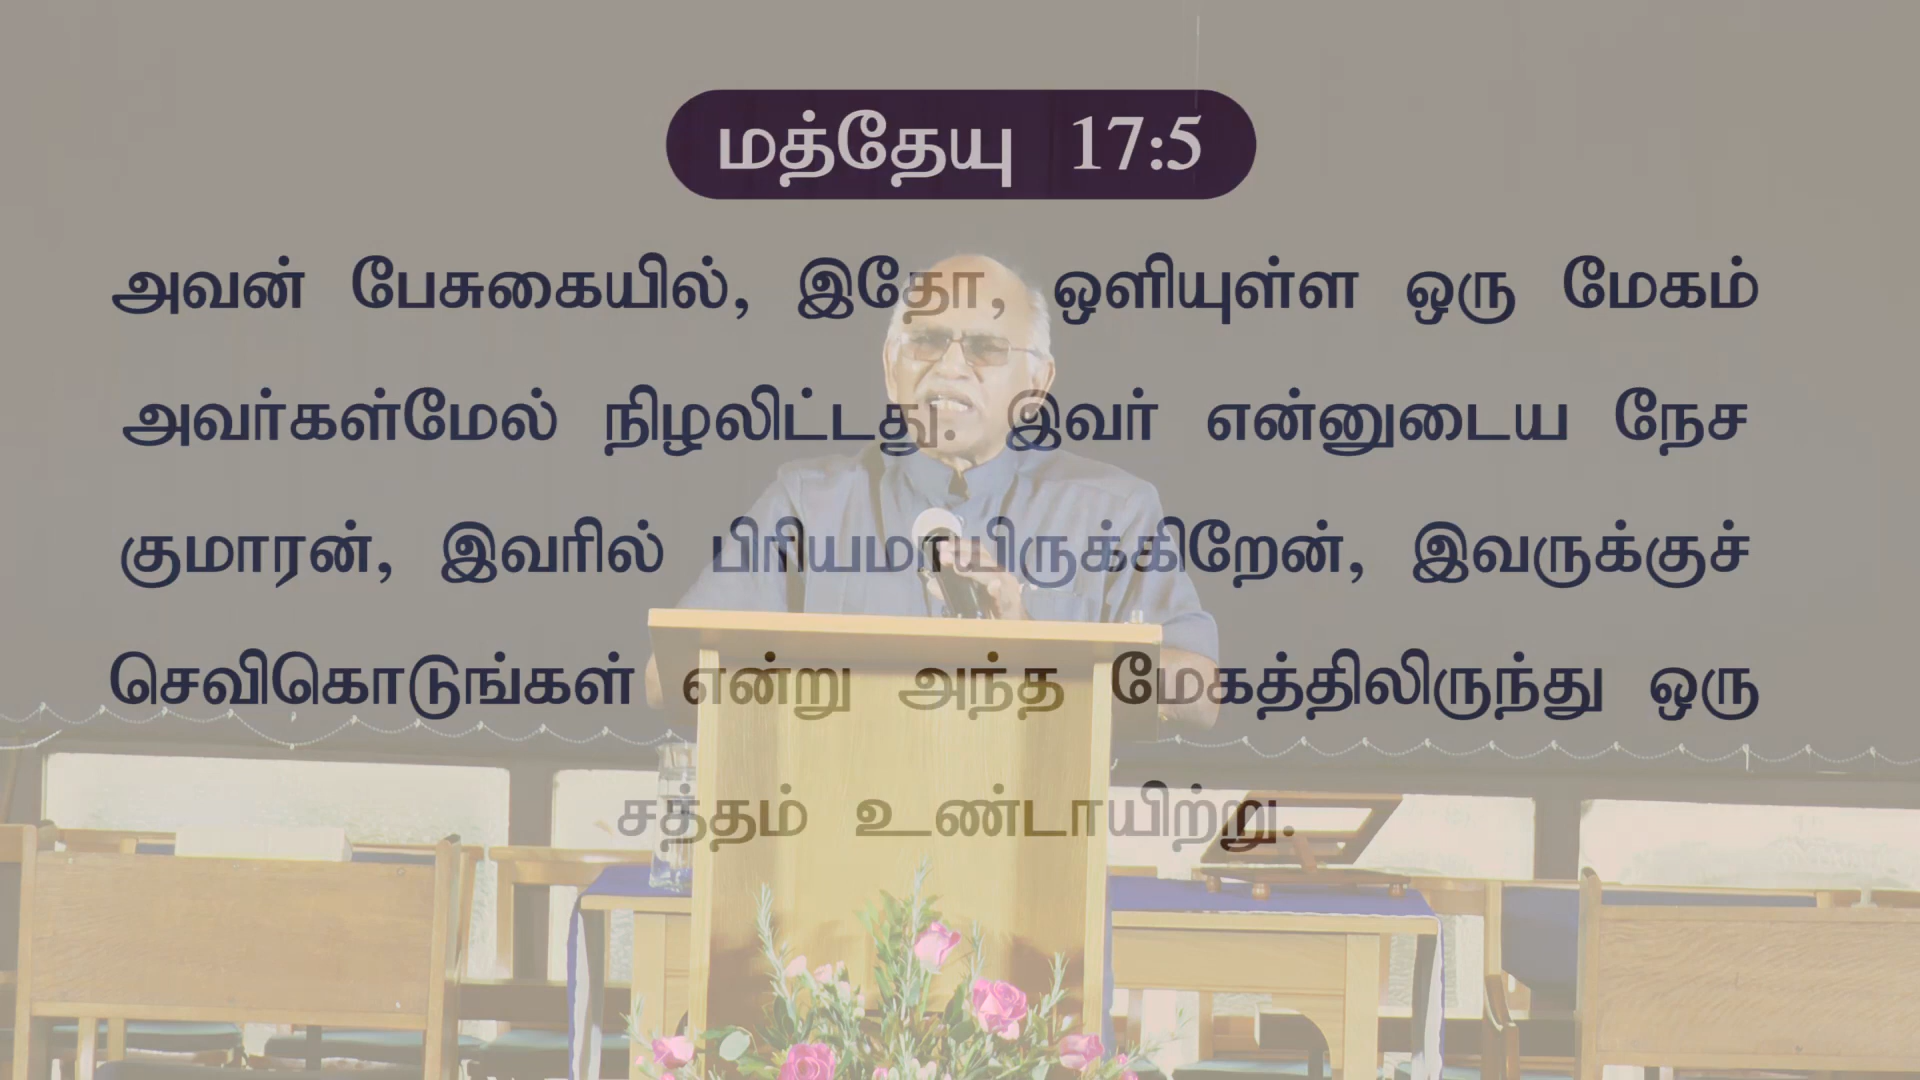 மத்தேயு 17:5
அவன் பேசுகையில், இதோ, ஒளியுள்ள ஒரு மேகம்
அவர்கள்மேல் நிழலிட்டது. இவர் என்னுடைய நேச
குமாரன், இவரில் பிரியமாயிருக்கிறேன், இவருக்குச்
செவிகொடுங்கள் என்று அந்த மேகத்திலிருந்து ஒரு
சத்தம் உண்டாயிற்று.